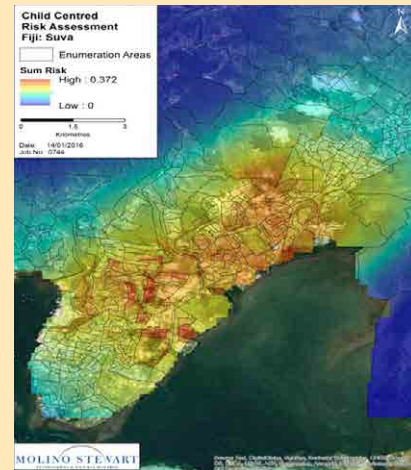 Child Centred
Risk Assessment
Fiji: Suva
Enumeration Areas
Sum Risk
High : 0.372
Low : 0
0 1.5 3
Kilometres
Date: 14/01/2016
Job No: 0744
N
MOLINO STEWART